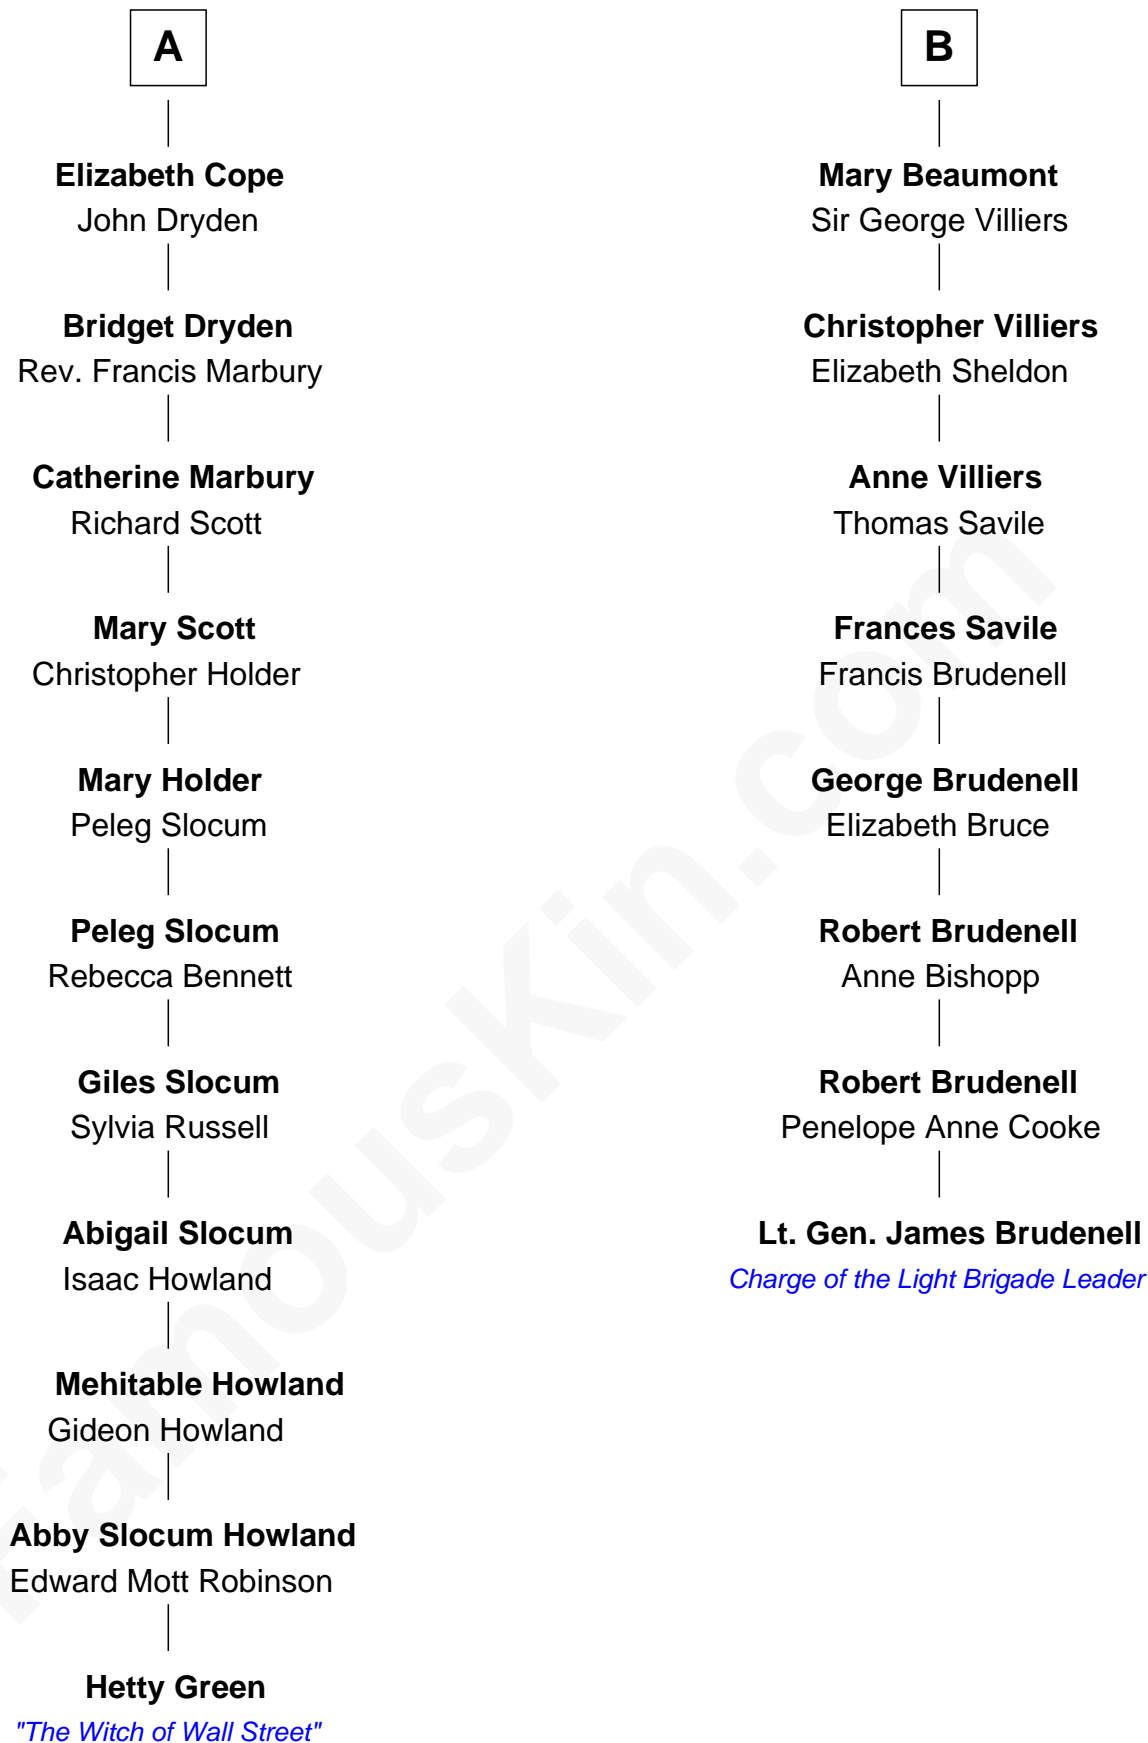 A
Elizabeth Cope
John Dryden
Bridget Dryden
Rev. Francis Marbury
Catherine Marbury
Richard Scott
Mary Scott
Christopher Holder
Mary Holder
Peleg Slocum
Peleg Slocum
Rebecca Bennett
Giles Slocum
Sylvia Russell
Abigail Slocum
Isaac Howland
Mehitable Howland
Gideon Howland
Abby Slocum Howland
Edward Mott Robinson
Hetty Green
"The Witch of Wall Street"
B
Mary Beaumont
Sir George Villiers
Christopher Villiers
Elizabeth Sheldon
Anne Villiers
Thomas Savile
Frances Savile
Francis Brudenell
George Brudenell
Elizabeth Bruce
Robert Brudenell
Anne Bishopp
Robert Brudenell
Penelope Anne Cooke
Lt. Gen. James Brudenell
Charge of the Light Brigade Leader
FamousKin.com